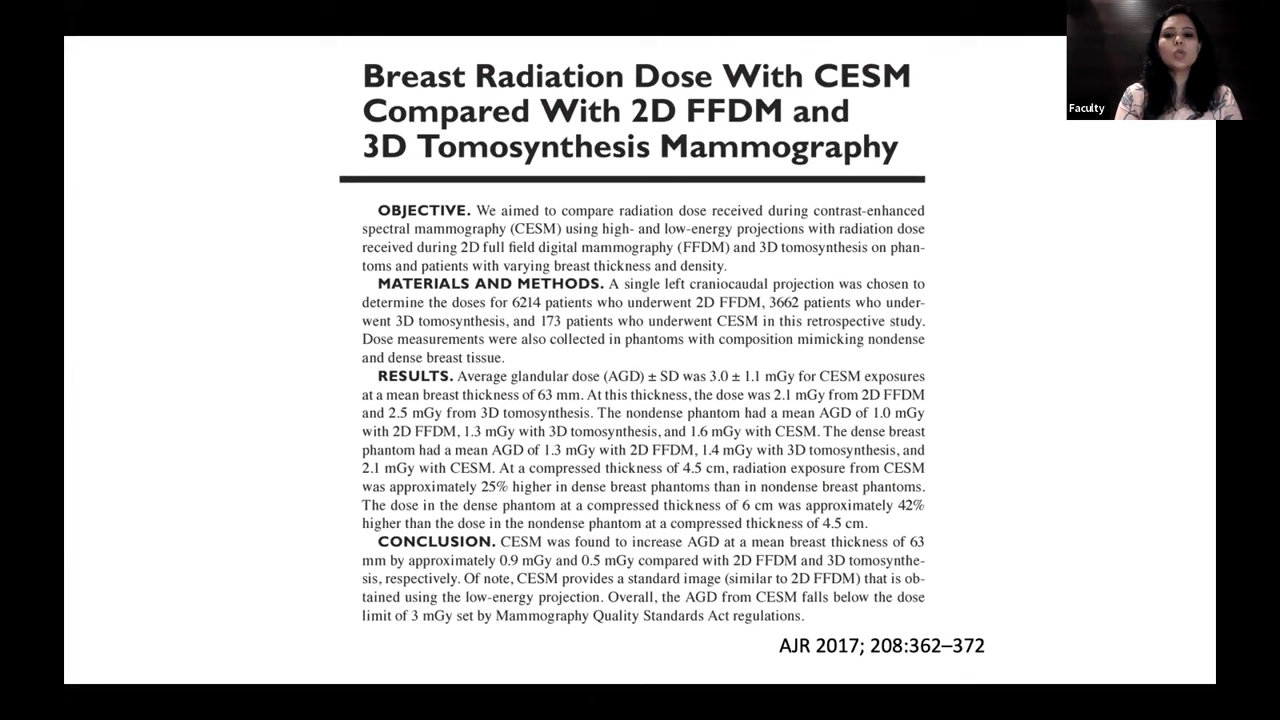 Breast Radiation Dose With CESM
Compared With 2D FFDM and
3D Tomosynthesis Mammography
Faculty
OBJECTIVE. We aimed to compare radiation dose received during contrast-enhanced
spectral mammography (CESM) using high- and low-energy projections with radiation dose
received during 2D full field digital mammography (FFDM) and 3D tomosynthesis on phan-
toms and patients with varying breast thickness and density.
MATERIALS AND METHODS. A single left craniocaudal projection was chosen to
determine the doses for 6214 patients who underwent 2D FFDM, 3662 patients who under-
went 3D tomosynthesis, and 173 patients who underwent CESM in this retrospective study.
Dose measurements were also collected in phantoms with composition mimicking nondense
and dense breast tissue.
RESULTS. Average glandular dose (AGD) ± SD was 3.0 ± 1.1 mGy for CESM exposures
at a mean breast thickness of 63 mm. At this thickness, the dose was 2.1 mGy from 2D FFDM
and 2.5 mGy from 3D tomosynthesis. The nondense phantom had a mean AGD of 1.0 mGy
with 2D FFDM, 1.3 mGy with 3D tomosynthesis, and 1.6 mGy with CESM. The dense breast
phantom had a mean AGD of 1.3 mGy with 2D FFDM, 1.4 mGy with 3D tomosynthesis, and
2.1 mGy with CESM. At a compressed thickness of 4.5 cm, radiation exposure from CESM
was approximately 25% higher in dense breast phantoms than in nondense breast phantoms.
The dose in the dense phantom at a compressed thickness of 6 cm was approximately 42%
higher than the dose in the nondense phantom at a compressed thickness of 4.5 cm.
CONCLUSION. CESM was found to increase AGD at a mean breast thickness of 63
mm by approximately 0.9 mGy and 0.5 mGy compared with 2D FFDM and 3D tomosynthe-
sis, respectively. Of note, CESM provides a standard image (similar to 2D FFDM) that is ob-
tained using the low-energy projection. Overall, the AGD from CESM falls below the dose
limit of 3 mGy set by Mammography Quality Standards Act regulations.
AJR 2017; 208:362–372